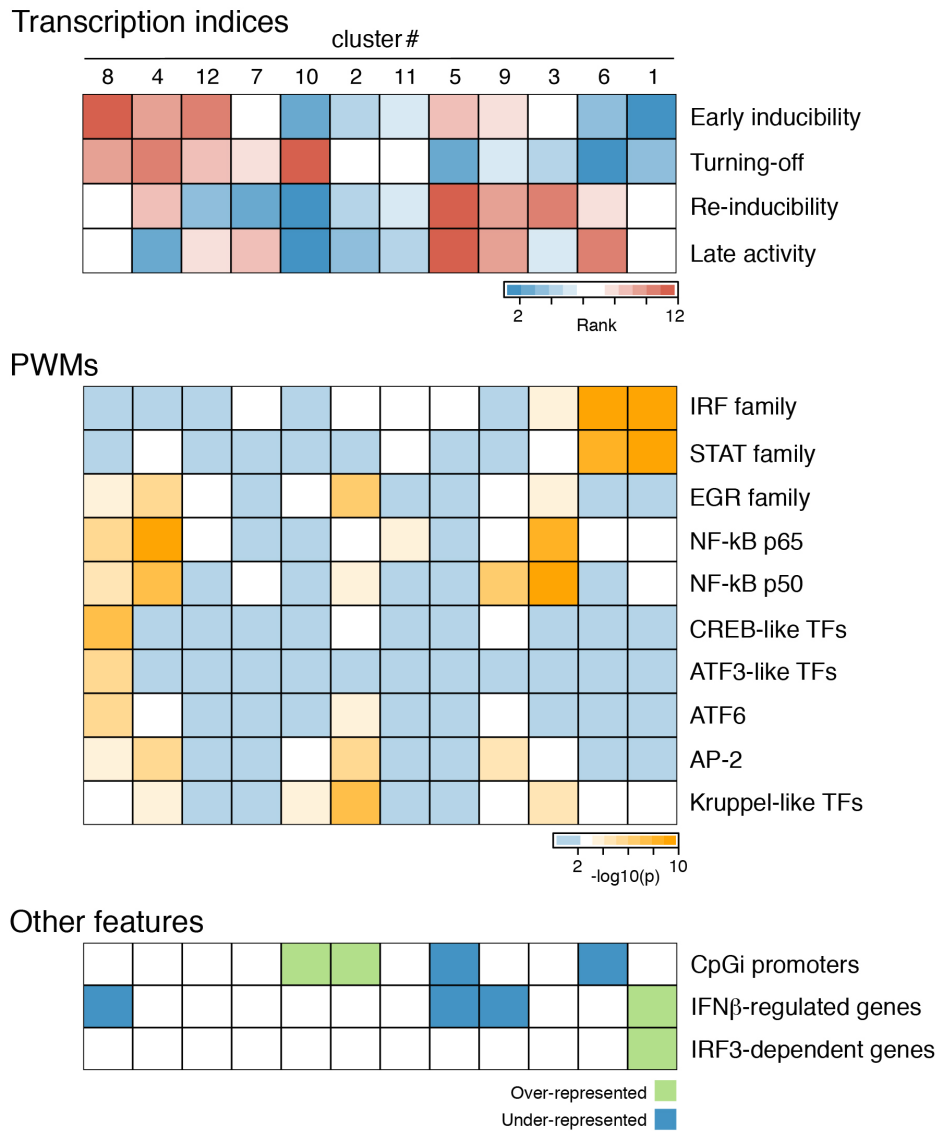 Transcription indices
cluster #
8 4 12 7 10 2 11 5 9 3 6 1
Early inducibility
Turning-off
Re-inducibility
Late activity
2 12
Rank
PWMs
IRF family
STAT family
EGR family
NF-kB p65
NF-kB p50
CREB-like TFs
ATF3-like TFs
ATF6
AP-2
Kruppel-like TFs
2 10
-log10(p)
Other features
CpGi promoters
IFNβ-regulated genes
IRF3-dependent genes
Over-represented
Under-represented